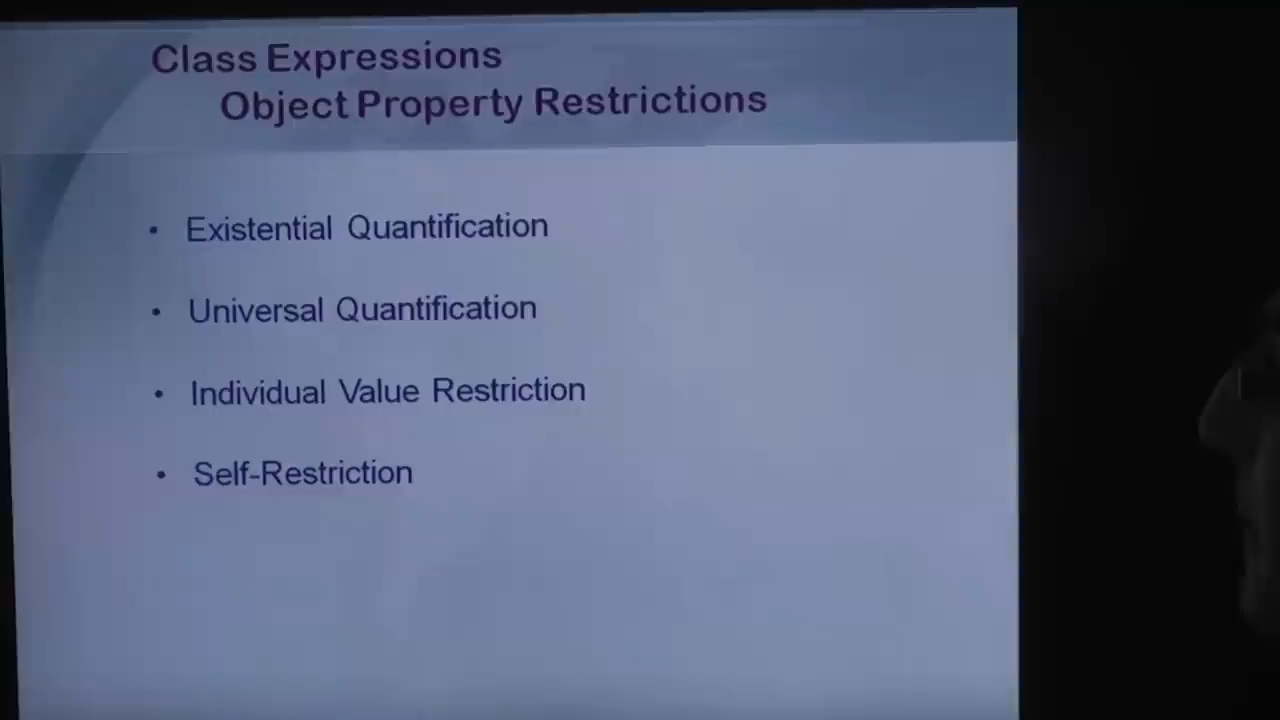 Class Expressions
Object Property Restrictions
• Existential Quantification
• Universal Quantification
• Individual Value Restriction
• Self-Restriction